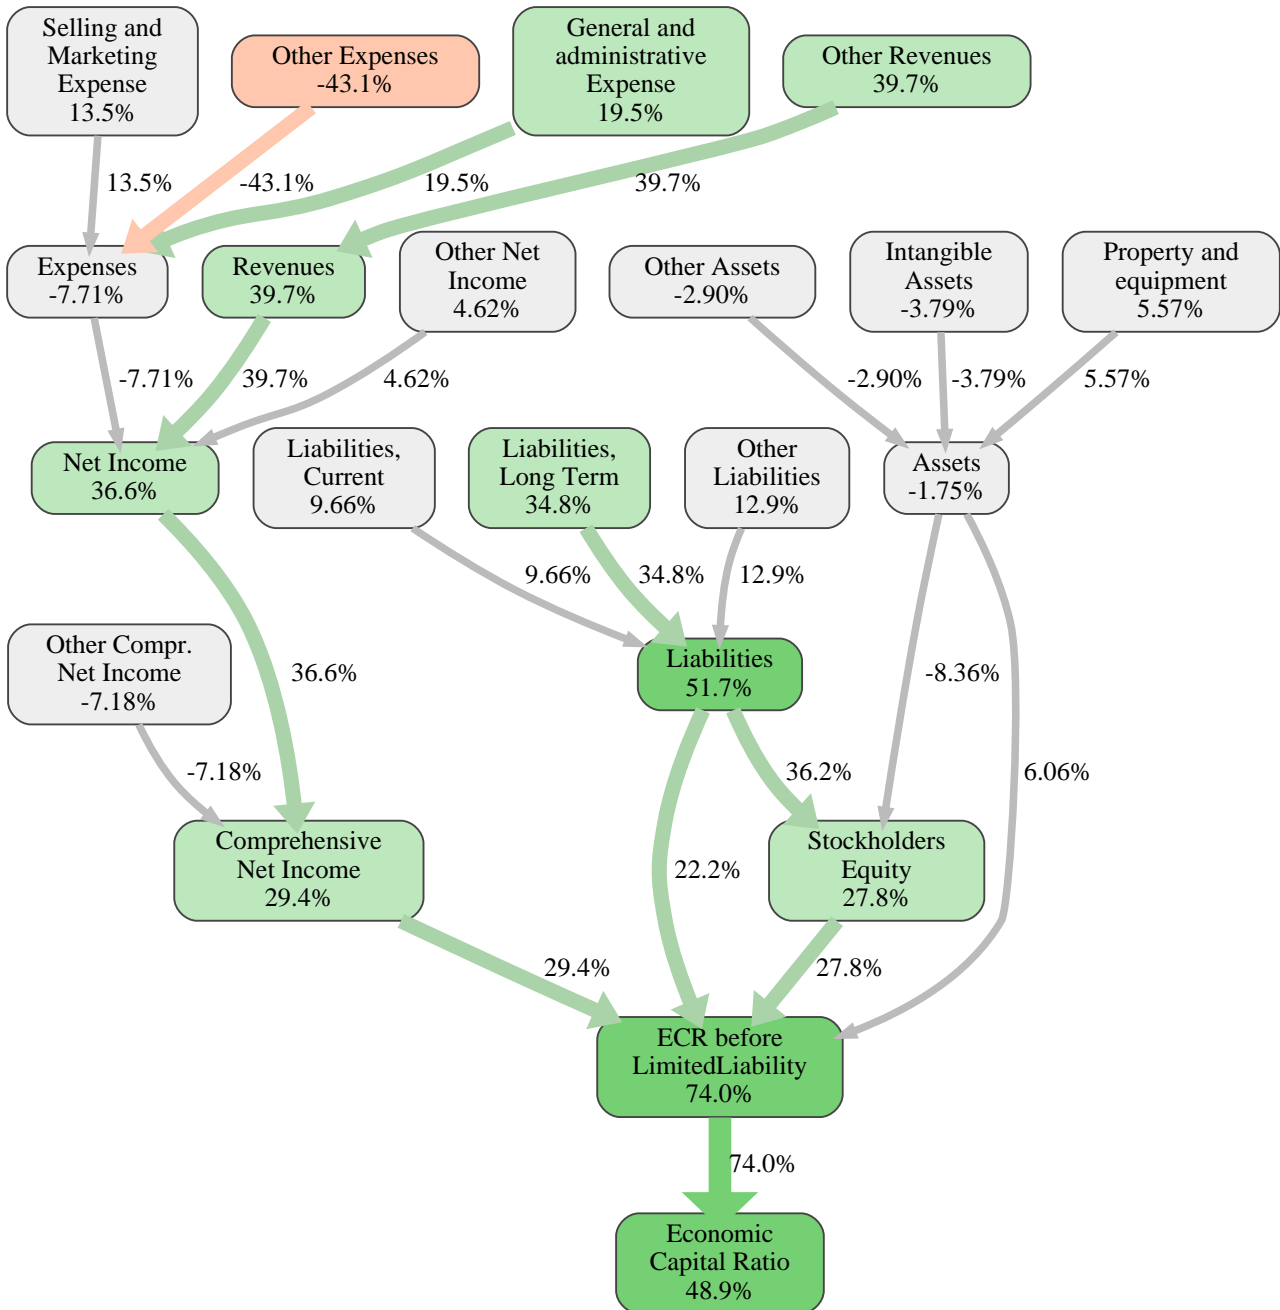 Selling and
Marketing
Expense
13.5%
Other Expenses
-43.1%
General and
administrative
Expense
19.5%
Other Revenues
39.7%
13.5%
-43.1%
19.5%
39.7%
Expenses
-7.71%
Revenues
39.7%
Other Net
Income
4.62%
Other Assets
-2.90%
Intangible
Assets
-3.79%
Property and
equipment
5.57%
-7.71%
39.7%
4.62%
-2.90%
-3.79%
5.57%
Net Income
36.6%
Liabilities,
Current
9.66%
Liabilities,
Long Term
34.8%
Other
Liabilities
12.9%
Assets
-1.75%
9.66%
34.8%
12.9%
Other Compr.
Net Income
-7.18%
36.6%
Liabilities
51.7%
-8.36%
-7.18%
36.2%
6.06%
Comprehensive
Net Income
29.4%
22.2%
Stockholders
Equity
27.8%
29.4%
27.8%
ECR before
LimitedLiability
74.0%
74.0%
Economic
Capital Ratio
48.9%